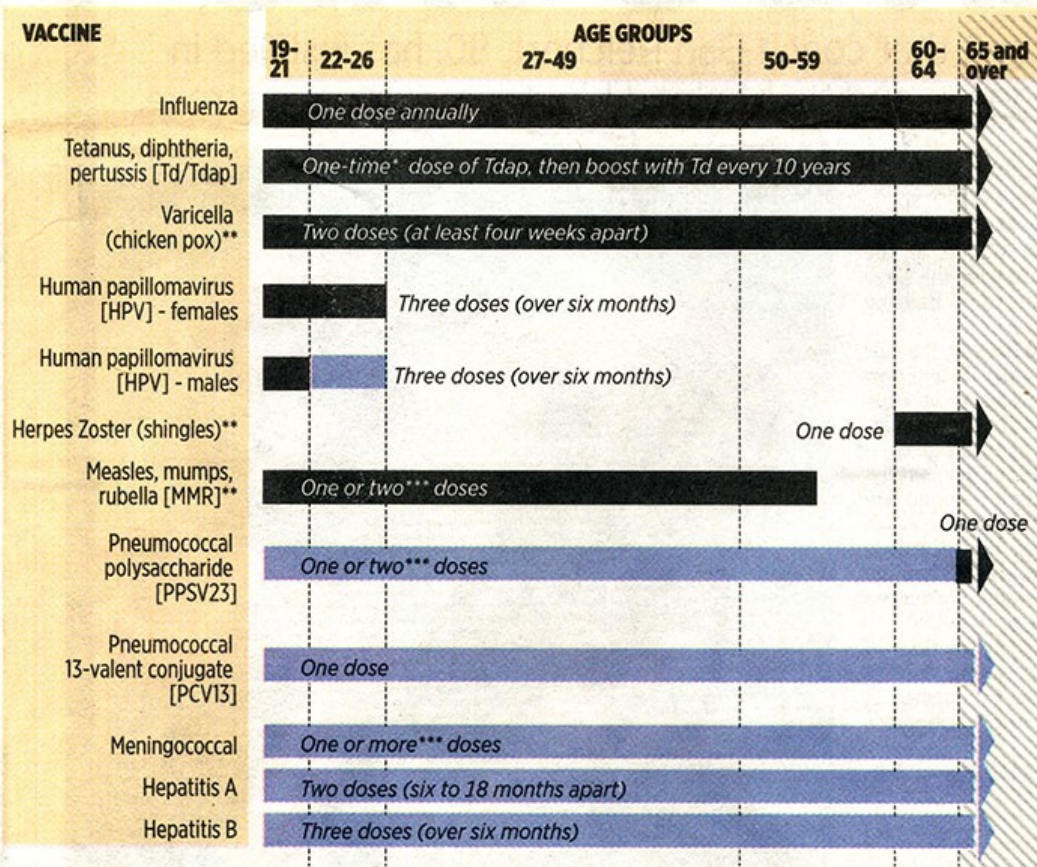 VACCINE
AGE GROUPS
19-
21
22-26
27-49
50-59
60-
64
65 and
over
Influenza
One dose annually
Tetanus, diphtheria,
pertussis [Td/Tdap]
One-time* dose of Tdap, then boost with Td every 10 years
Varicella
(chicken pox)**
Two doses (at least four weeks apart)
Human papillomavirus
[HPV] - females
Three doses (over six months)
Human papillomavirus
[HPV] - males
Three doses (over six months)
Herpes Zoster (shingles)**
One dose
Measles, mumps,
rubella [MMR]**
One or two*** doses
One dose
Pneumococcal
polysaccharide
[PPSV23]
One or two*** doses
Pneumococcal
13-valent conjugate
[PCV13]
One dose
Meningococcal
One or more*** doses
Hepatitis A
Two doses (six to 18 months apart)
Hepatitis B
Three doses (over six months)